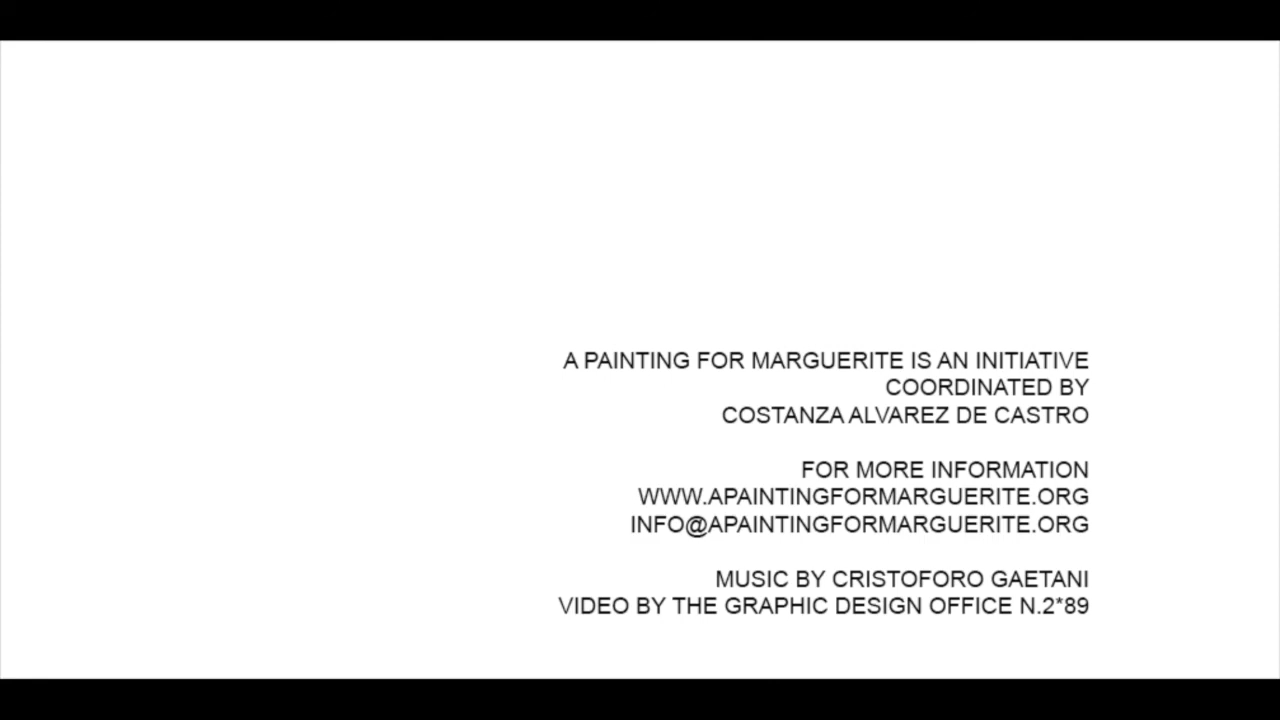 A PAINTING FOR MARGUERITE IS AN INITIATIVE
COORDINATED BY
COSTANZA ALVAREZ DE CASTRO
FOR MORE INFORMATION
WWW.APAINTINGFORMARGUERITE.ORG
INFO@APAINTINGFORMARGUERITE.ORG
MUSIC BY CRISTOFORO GAETANI
VIDEO BY THE GRAPHIC DESIGN OFFICE N.2*89